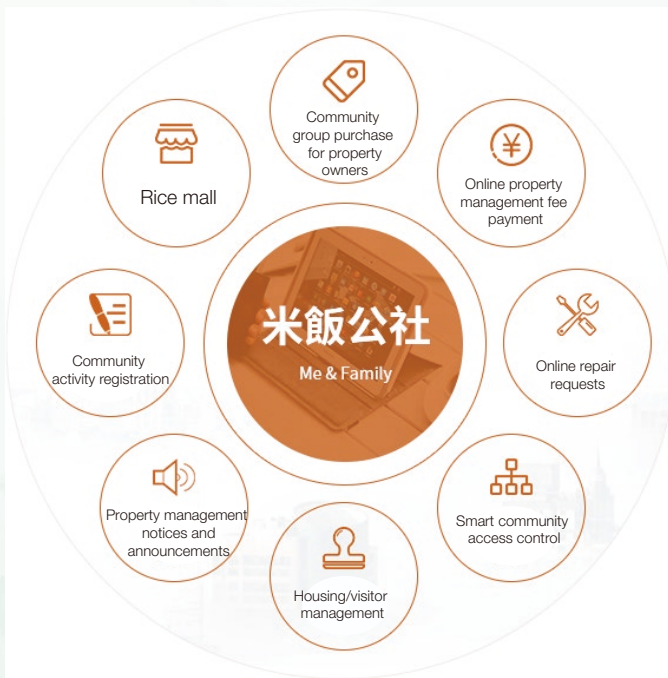 Community
group purchase
for property
owners
Rice mall
Online property
management fee
payment
米飯公社
Me & Family
Community
activity registration
Online repair
requests
Property management
notices and
announcements
Smart community
access control
Housing/visitor
management